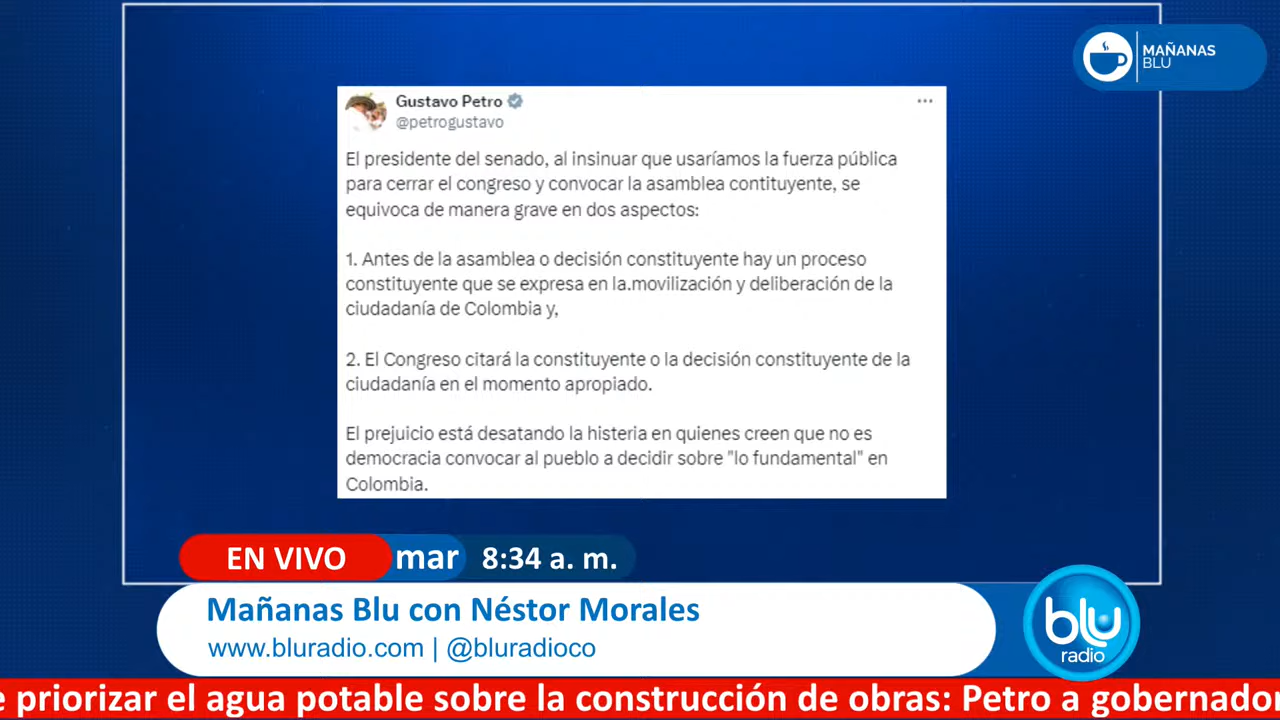 MAÑANAS
BLU
Gustavo Petro
@petrogustavo
El presidente del senado, al insinuar que usaríamos la fuerza pública
para cerrar el congreso y convocar la asamblea contituyente, se
equivoca de manera grave en dos aspectos:
1. Antes de la asamblea o decisión constituyente hay un proceso
constituyente que se expresa en la.movilización y deliberación de la
ciudadanía de Colombia y,
2. El Congreso citará la constituyente o la decisión constituyente de la
ciudadanía en el momento apropiado.
El prejuicio está desatando la histeria en quienes creen que no es
democracia convocar al pueblo a decidir sobre "lo fundamental" en
Colombia.
EN VIVO mar 8:34 a. m.
Mañanas Blu con Néstor Morales
www.bluradio.com | @bluradioco
blu
radio
e priorizar el agua potable sobre la construcción de obras: Petro a gobernador